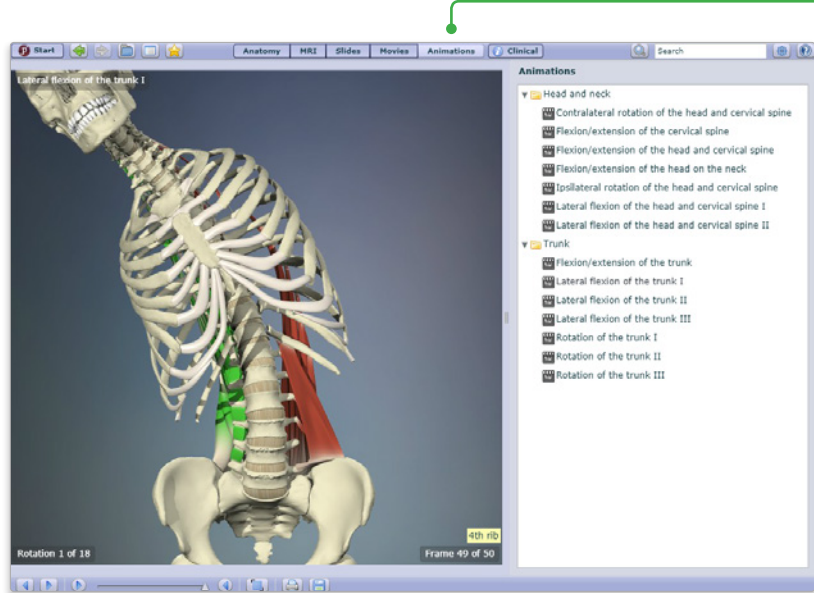 Start
Anatomy
MRI
Slides
Movies
Animations
Clinical
Search
Lateral flexion of the trunk I
Animations
Head and neck
Contralateral rotation of the head and cervical spine
Flexion/extension of the cervical spine
Flexion/extension of the head and cervical spine
Flexion/extension of the head on the neck
Ipsilateral rotation of the head and cervical spine
Lateral flexion of the head and cervical spine I
Lateral flexion of the head and cervical spine II
Trunk
Flexion/extension of the trunk
Lateral flexion of the trunk I
Lateral flexion of the trunk II
Lateral flexion of the trunk III
Rotation of the trunk I
Rotation of the trunk II
Rotation of the trunk III
4th rib
Rotation 1 of 18
Frame 49 of 50